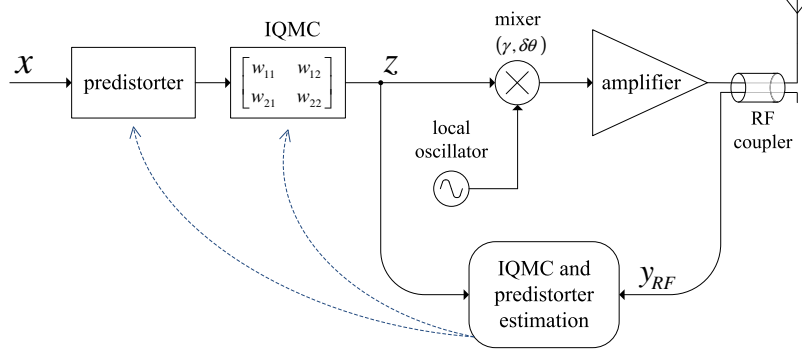 IQMC
mixer
(γ, δθ)
x
predistorter
w11 w12
w21 w22
z
amplifier
local
oscillator
RF
coupler
IQMC and
predistorter
estimation
yRF